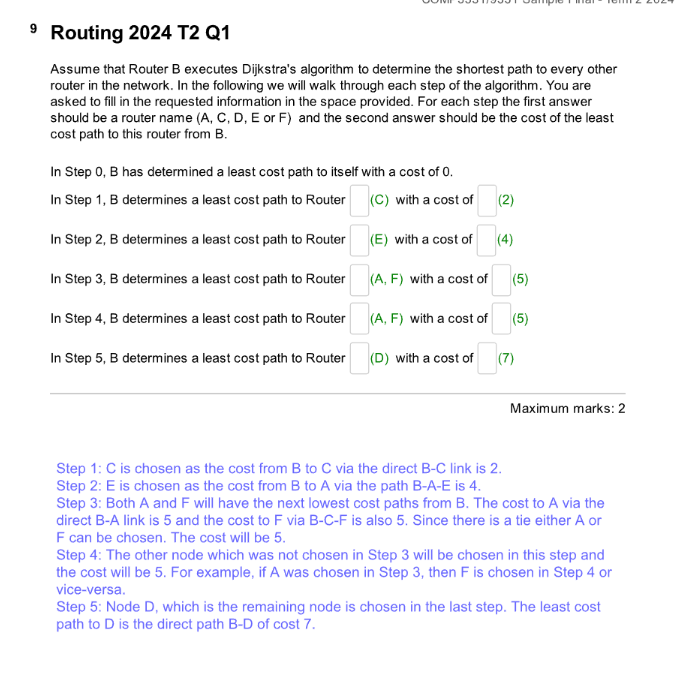 9 Routing 2024 T2 Q1
Assume that Router B executes Dijkstra's algorithm to determine the shortest path to every other
router in the network. In the following we will walk through each step of the algorithm. You are
asked to fill in the requested information in the space provided. For each step the first answer
should be a router name (A, C, D, E or F) and the second answer should be the cost of the least
cost path to this router from B.
In Step 0, B has determined a least cost path to itself with a cost of 0.
In Step 1, B determines a least cost path to Router (C) with a cost of (2)
In Step 2, B determines a least cost path to Router (E) with a cost of (4)
In Step 3, B determines a least cost path to Router (A, F) with a cost of (5)
In Step 4, B determines a least cost path to Router (A, F) with a cost of (5)
In Step 5, B determines a least cost path to Router (D) with a cost of (7)
Maximum marks: 2
Step 1: C is chosen as the cost from B to C via the direct B-C link is 2.
Step 2: E is chosen as the cost from B to A via the path B-A-E is 4.
Step 3: Both A and F will have the next lowest cost paths from B. The cost to A via the
direct B-A link is 5 and the cost to F via B-C-F is also 5. Since there is a tie either A or
F can be chosen. The cost will be 5.
Step 4: The other node which was not chosen in Step 3 will be chosen in this step and
the cost will be 5. For example, if A was chosen in Step 3, then F is chosen in Step 4 or
vice-versa.
Step 5: Node D, which is the remaining node is chosen in the last step. The least cost
path to D is the direct path B-D of cost 7.